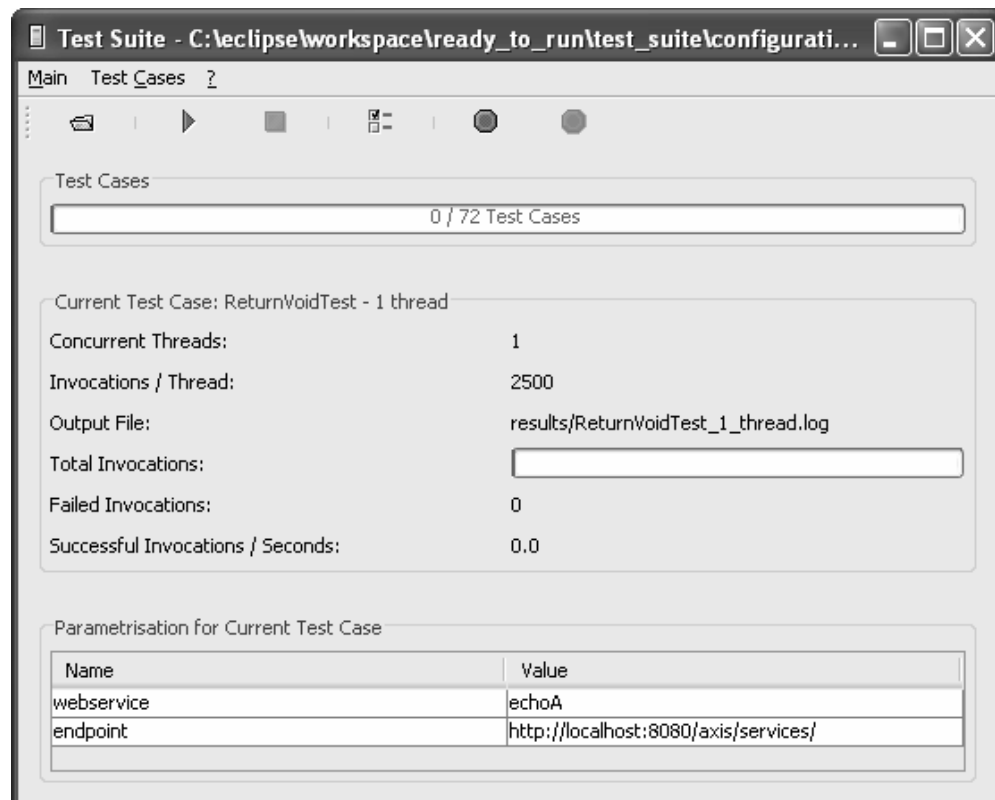 Test Suite - C:\eclipse\workspace\ready_to_run\test_suite\configurati...
Main Test Cases ?
Test Cases
0 / 72 Test Cases
Current Test Case: ReturnVoidTest - 1 thread
Concurrent Threads: 1
Invocations / Thread: 2500
Output File: results/ReturnVoidTest_1_thread.log
Total Invocations:
Failed Invocations: 0
Successful Invocations / Seconds: 0.0
Parametrisation for Current Test Case
Name Value
webservice echoA
endpoint http://localhost:8080/axis/services/